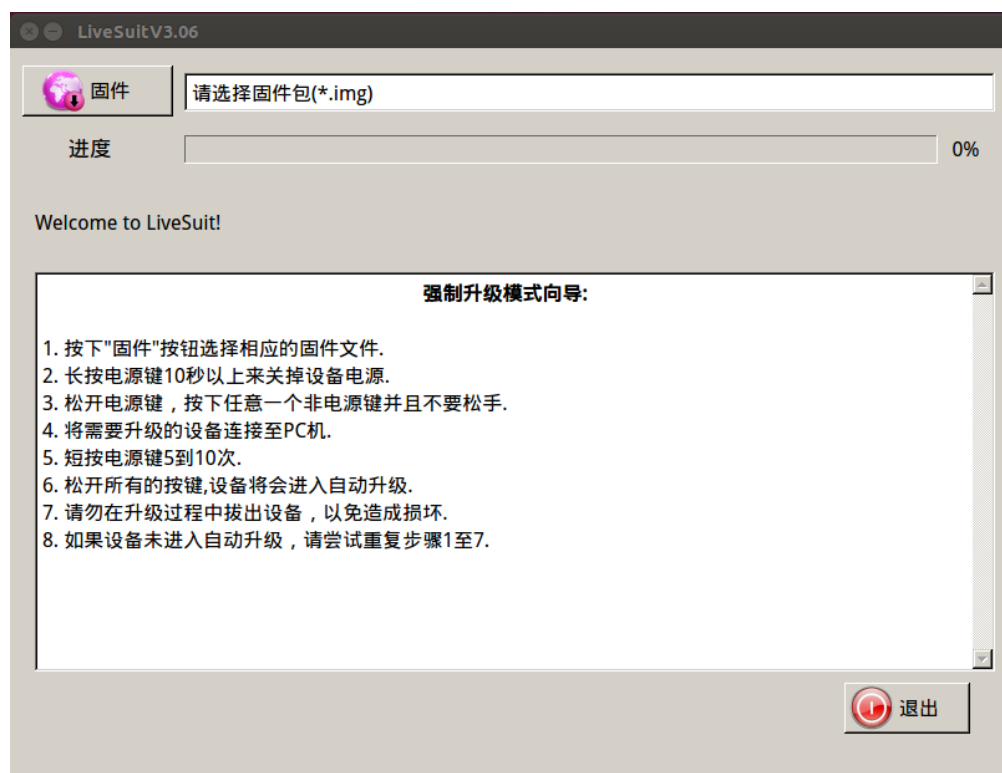 LiveSuitV3.06
固件
请选择固件包(*.img)
进度
0%
Welcome to LiveSuit!
强制升级模式向导:
1. 按下"固件"按钮选择相应的固件文件.
2. 长按电源键10秒以上来关掉设备电源.
3. 松开电源键，按下任意一个非电源键并且不要松手.
4. 将需要升级的设备连接至PC机.
5. 短按电源键5到10次.
6. 松开所有的按键,设备将会进入自动升级.
7. 请勿在升级过程中拔出设备，以免造成损坏.
8. 如果设备未进入自动升级，请尝试重复步骤1至7.
退出